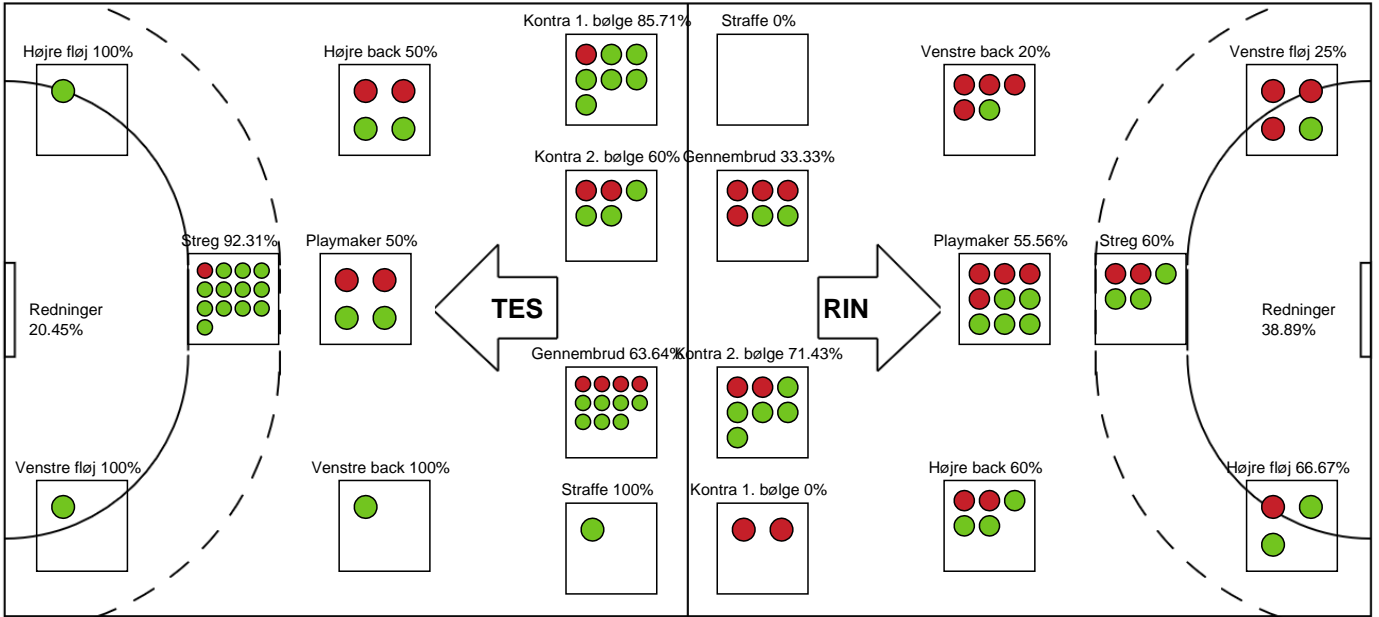 Kontra 1. bølge 85.71%
Straffe 0%
Højre fløj 100%
Højre back 50%
Venstre back 20%
Venstre fløj 25%
Kontra 2. bølge 60%
Gennembrud 33.33%
Streg 92.31%
Playmaker 50%
Playmaker 55.56%
Streg 60%
Redninger
20.45%
TES
RIN
Redninger
38.89%
Gennembrud 63.64%
Kontra 2. bølge 71.43%
Venstre fløj 100%
Venstre back 100%
Straffe 100%
Kontra 1. bølge 0%
Højre back 60%
Højre fløj 66.67%